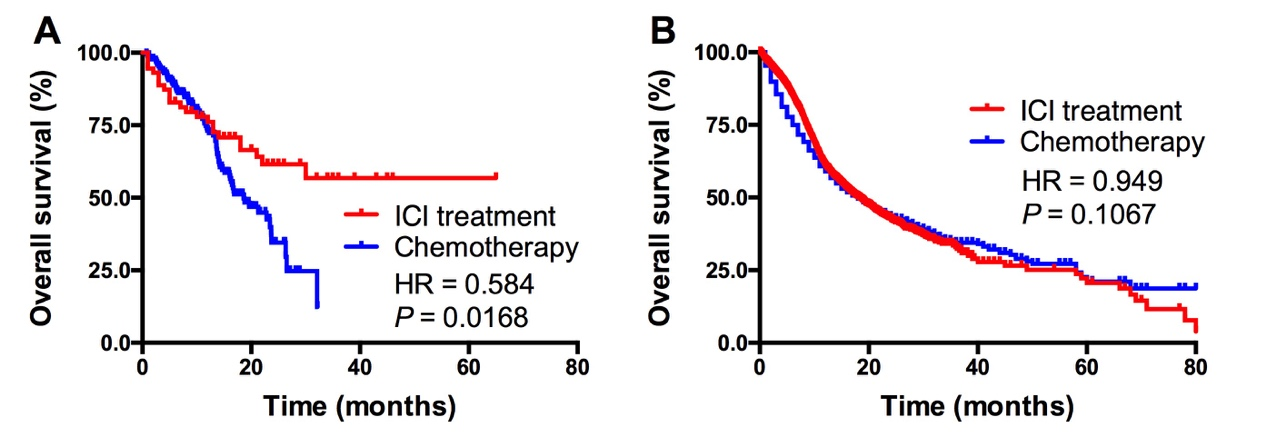 A
Overall survival (%)
100.0
75.0
50.0
25.0
0.0
ICI treatment
Chemotherapy
HR = 0.584
P = 0.0168
0 20 40 60 80
Time (months)
B
Overall survival (%)
100.0
75.0
50.0
25.0
0.0
ICI treatment
Chemotherapy
HR = 0.949
P = 0.1067
0 20 40 60 80
Time (months)